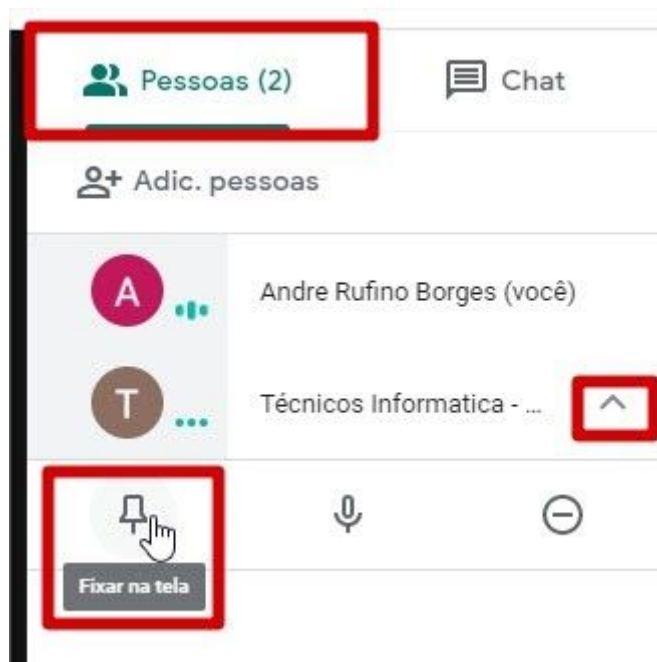 Pessoas (2)
Chat
Adic. pessoas
A
Andre Rufino Borges (você)
T
Técnicos Informatica - ...
Fixar na tela